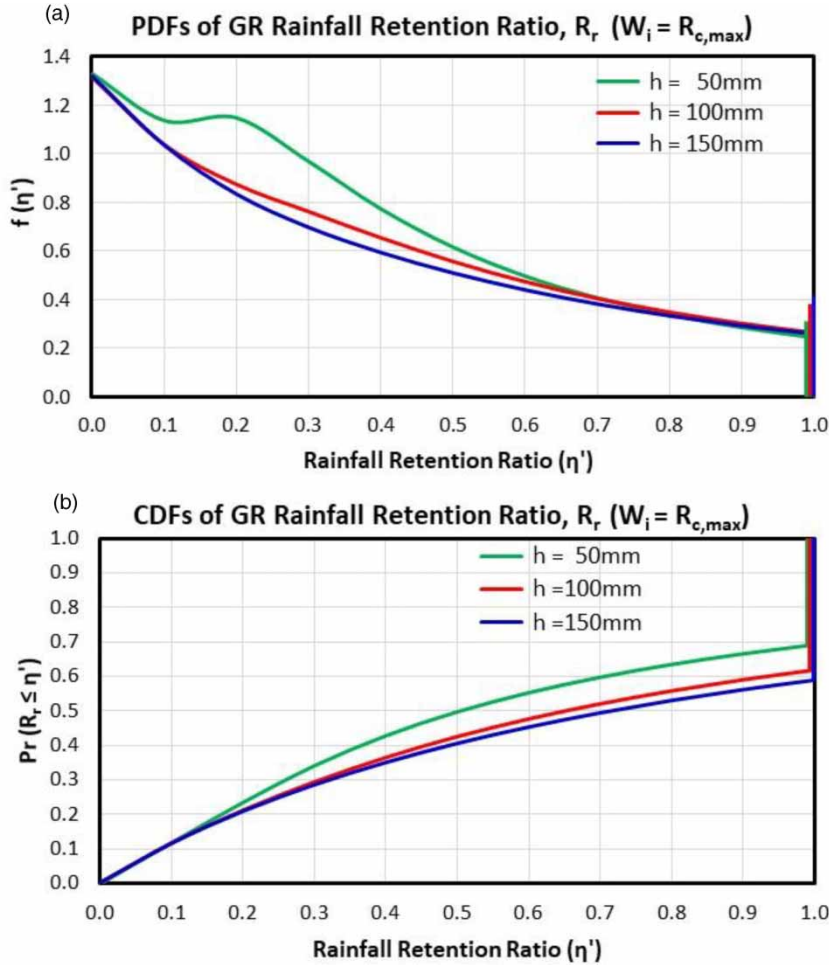 (a)
PDFs of GR Rainfall Retention Ratio, Rr (Wi = Rc,max)
1.4
1.2
1.0
0.8
0.6
0.4
0.2
0.0
f (η')
h = 50mm
h = 100mm
h = 150mm
0.0 0.1 0.2 0.3 0.4 0.5 0.6 0.7 0.8 0.9 1.0
Rainfall Retention Ratio (η')
(b)
CDFs of GR Rainfall Retention Ratio, Rr (Wi = Rc,max)
1.0
0.9
0.8
0.7
0.6
0.5
0.4
0.3
0.2
0.1
0.0
Pr (Rr ≤ η')
h = 50mm
h =100mm
h =150mm
0.0 0.1 0.2 0.3 0.4 0.5 0.6 0.7 0.8 0.9 1.0
Rainfall Retention Ratio (η')